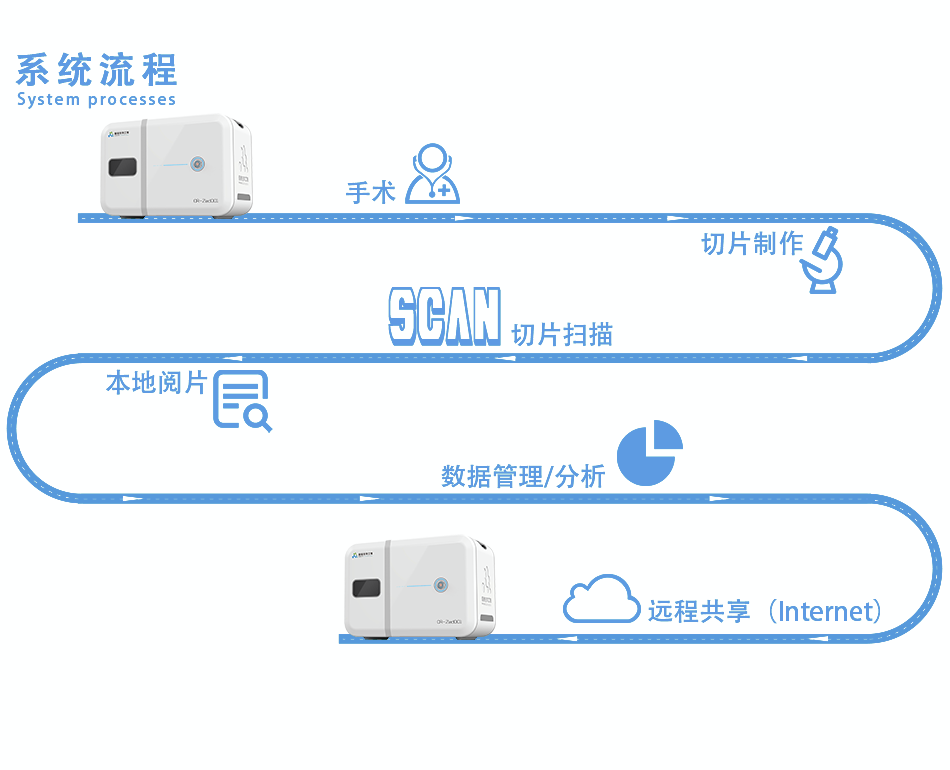 系统流程
System processes
手术
切片制作
SCAN 切片扫描
本地阅片
数据管理/分析
远程共享（Internet）